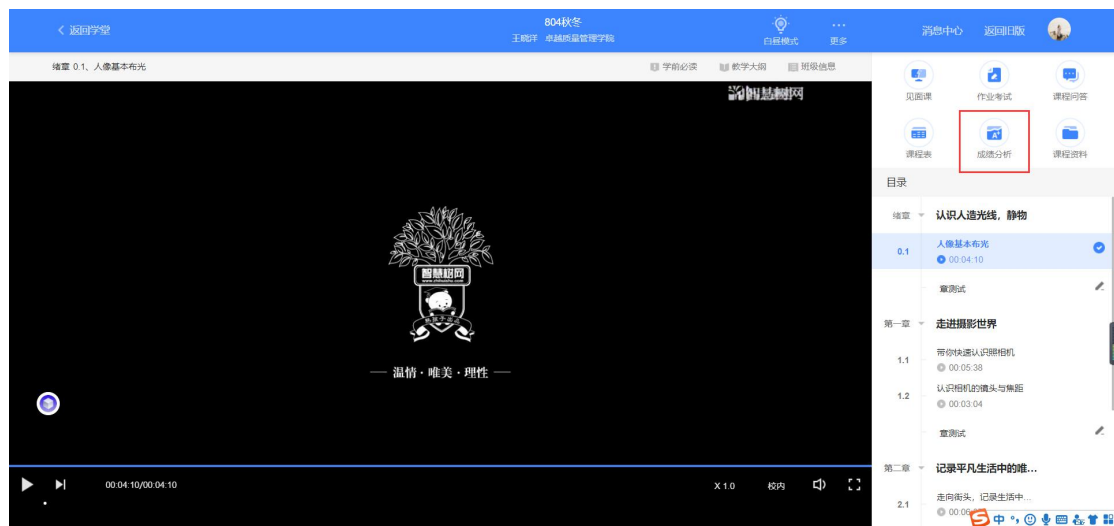 返回学堂
804秋冬
王晓洋 卓越质量管理学院
白昼模式
更多
消息中心
返回旧版
绪章 0.1、人像基本布光
学前必读
教学大纲
班级信息
智慧树网
见面课
作业考试
课程问答
课程表
成绩分析
课程资料
目录
绪章 认识人造光线，静物
0.1 人像基本布光
00:04:10
章测试
第一章 走进摄影世界
1.1 带你快速认识照相机
00:05:38
1.2 认识相机的镜头与焦距
00:03:04
章测试
第二章 记录平凡生活中的唯…
2.1 走向街头，记录生活中…
00:06
智慧树网
www.zhihuishu.com
熊孩子出品
温情·唯美·理性
00:04:10/00:04:10
X 1.0
校内
中